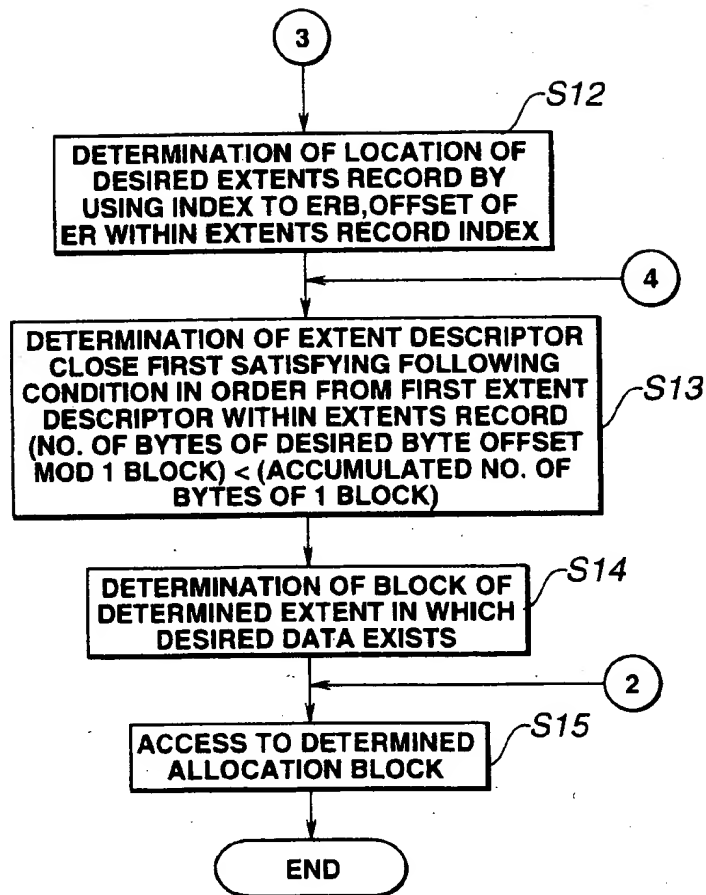 3
S12
DETERMINATION OF LOCATION OF
DESIRED EXTENTS RECORD BY
USING INDEX TO ERB,OFFSET OF
ER WITHIN EXTENTS RECORD INDEX
4
DETERMINATION OF EXTENT DESCRIPTOR
CLOSE FIRST SATISFYING FOLLOWING
CONDITION IN ORDER FROM FIRST EXTENT
DESCRIPTOR WITHIN EXTENTS RECORD
(NO. OF BYTES OF DESIRED BYTE OFFSET
MOD 1 BLOCK) < (ACCUMULATED NO. OF
BYTES OF 1 BLOCK)
S13
S14
DETERMINATION OF BLOCK OF
DETERMINED EXTENT IN WHICH
DESIRED DATA EXISTS
2
S15
ACCESS TO DETERMINED
ALLOCATION BLOCK
END